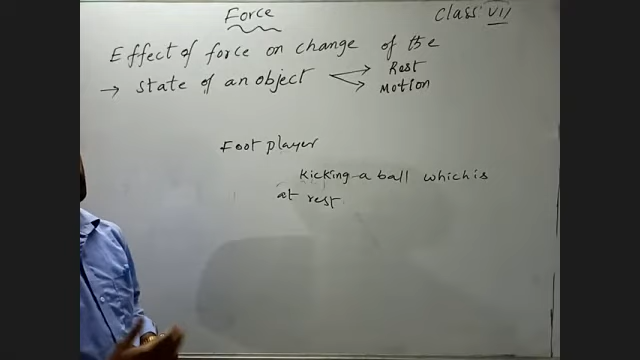 Force
Class: VII
Effect of force on change of the
→ state of an object
Rest
Motion
Foot player
kicking a ball which is
at rest.